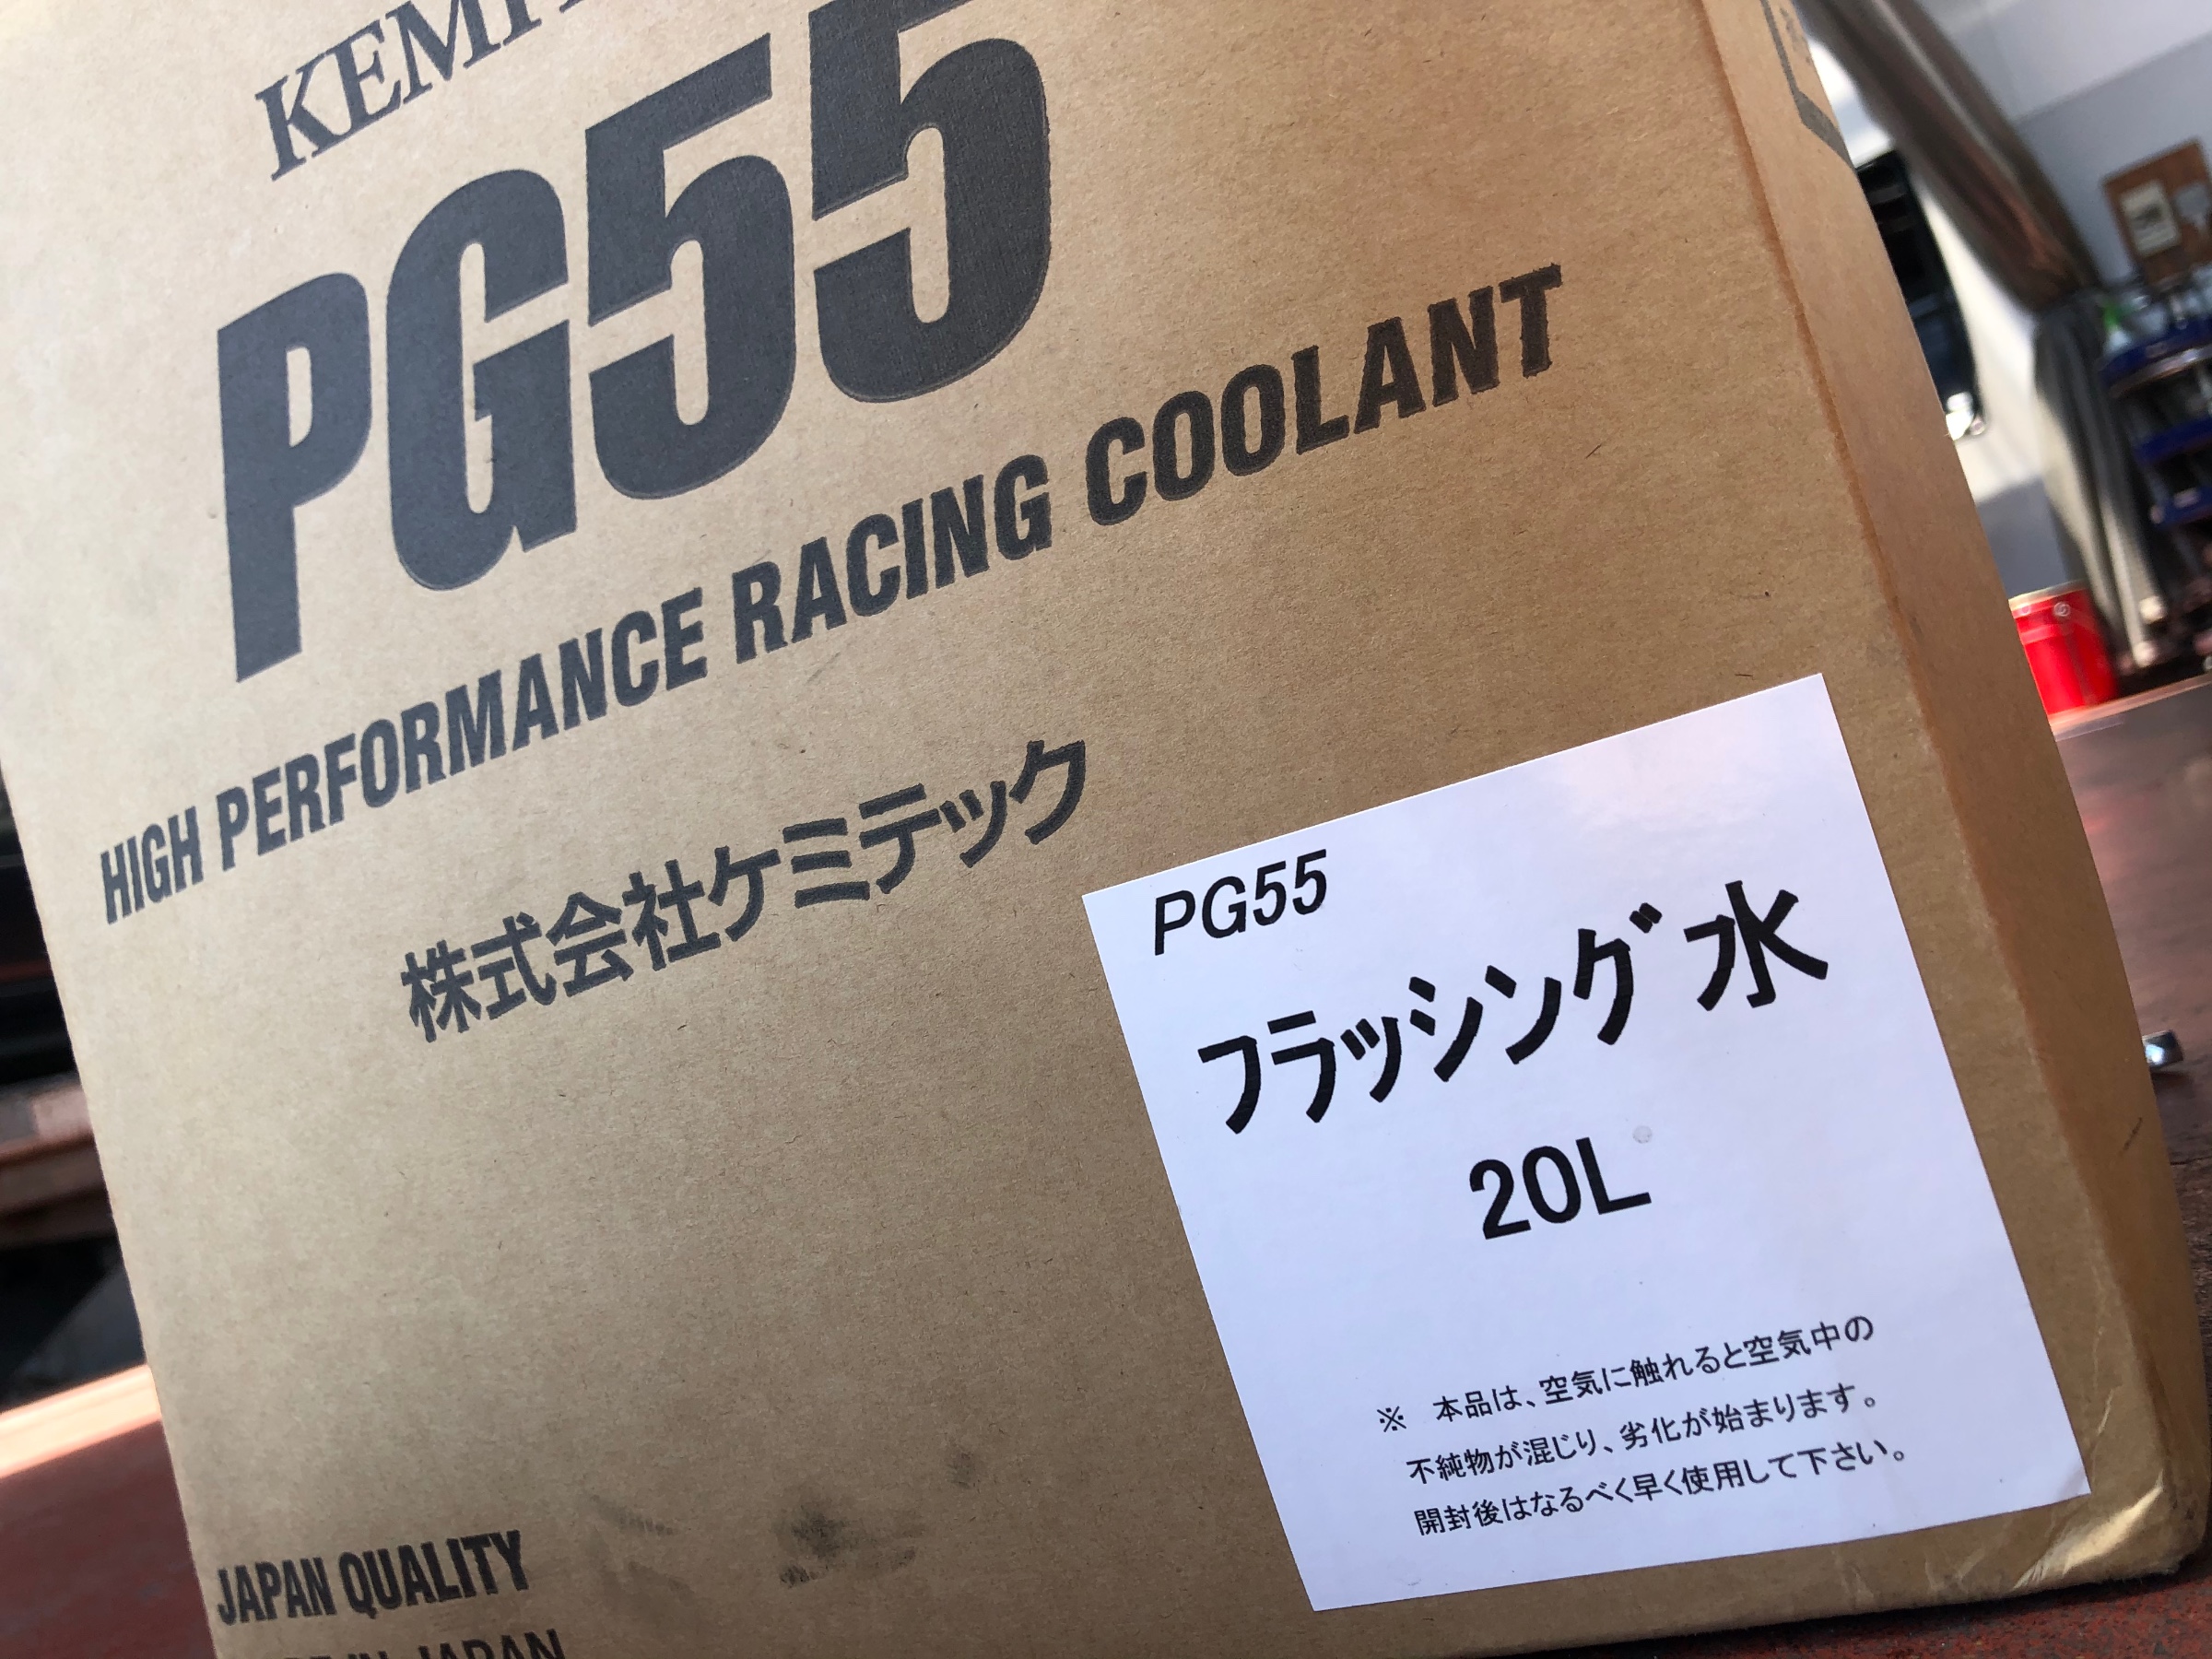 PG55
HIGH PERFORMANCE RACING COOLANT
株式会社ケミテック
PG55
フラッシング水
20L
※ 本品は、空気に触れると空気中の
不純物が混じり、劣化が始まります。
開封後はなるべく早く使用して下さい。
JAPAN QUALITY
IN JAPAN